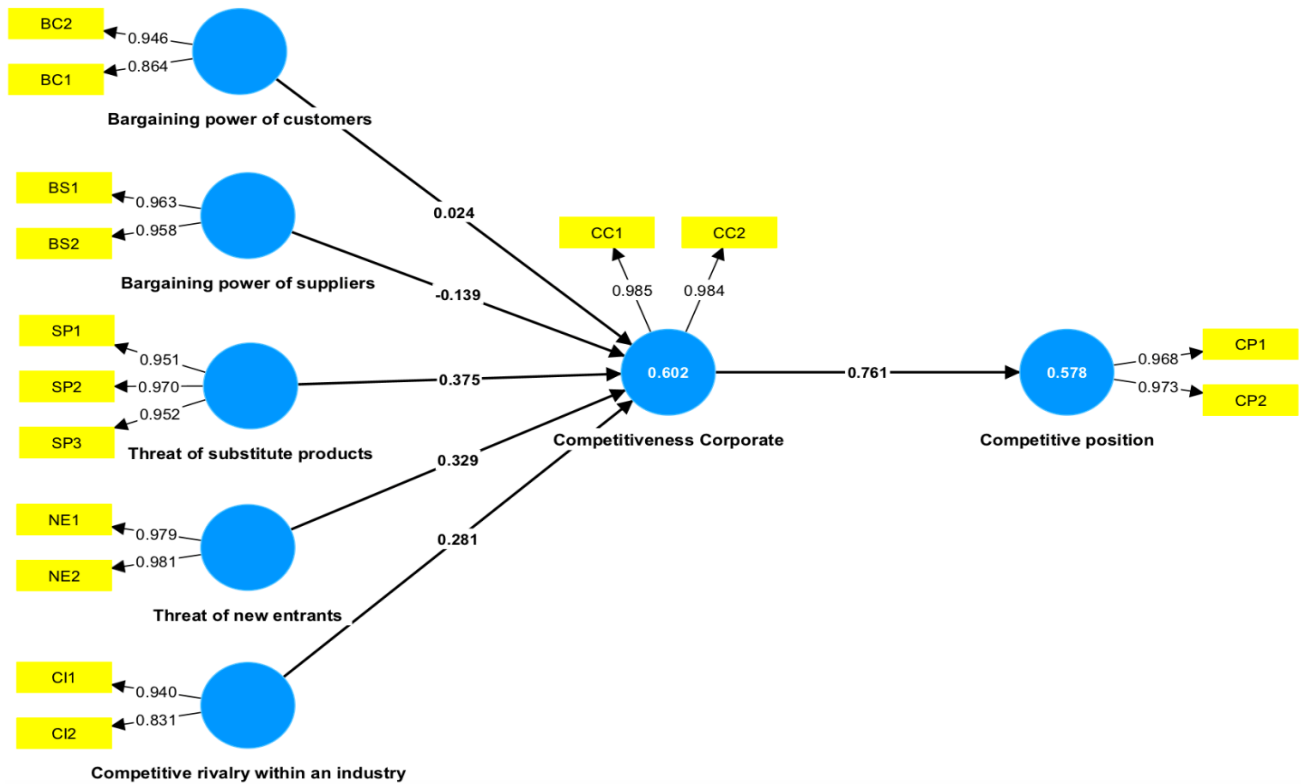 BC2
0.946
BC1
0.864
Bargaining power of customers
BS1
0.963
BS2
0.958
Bargaining power of suppliers
SP1
0.951
SP2
0.970
SP3
0.952
Threat of substitute products
NE1
0.979
NE2
0.981
Threat of new entrants
CI1
0.940
CI2
0.831
Competitive rivalry within an industry
0.024
-0.139
0.375
0.329
0.281
CC1
CC2
0.985
0.984
0.602
Competitiveness Corporate
0.761
0.578
Competitive position
CP1
0.968
CP2
0.973